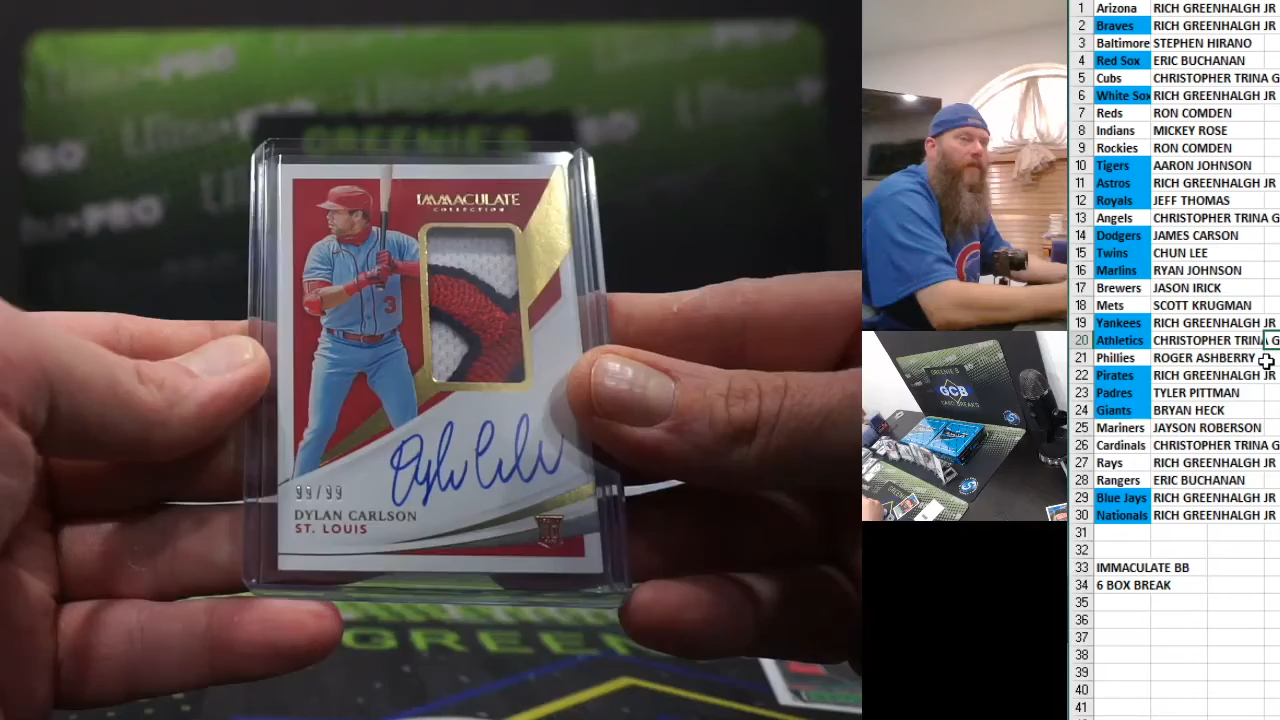 IMMACULATE
COLLECTION
3
Dylan Carlson
99/99
DYLAN CARLSON
ST. LOUIS
GREENIE B
GCB
CARD BREAKS
1 Arizona RICH GREENHALGH JR
2 Braves RICH GREENHALGH JR
3 Baltimore STEPHEN HIRANO
4 Red Sox ERIC BUCHANAN
5 Cubs CHRISTOPHER TRINA G
6 White Sox RICH GREENHALGH JR
7 Reds RON COMDEN
8 Indians MICKEY ROSE
9 Rockies RON COMDEN
10 Tigers AARON JOHNSON
11 Astros RICH GREENHALGH JR
12 Royals JEFF THOMAS
13 Angels CHRISTOPHER TRINA G
14 Dodgers JAMES CARSON
15 Twins CHUN LEE
16 Marlins RYAN JOHNSON
17 Brewers JASON IRICK
18 Mets SCOTT KRUGMAN
19 Yankees RICH GREENHALGH JR
20 Athletics CHRISTOPHER TRINA G
21 Phillies ROGER ASHBERRY
22 Pirates RICH GREENHALGH JR
23 Padres TYLER PITTMAN
24 Giants BRYAN HECK
25 Mariners JAYSON ROBERSON
26 Cardinals CHRISTOPHER TRINA G
27 Rays RICH GREENHALGH JR
28 Rangers ERIC BUCHANAN
29 Blue Jays RICH GREENHALGH JR
30 Nationals RICH GREENHALGH JR
31
32
33 IMMACULATE BB
34 6 BOX BREAK
35
36
37
38
39
40
41